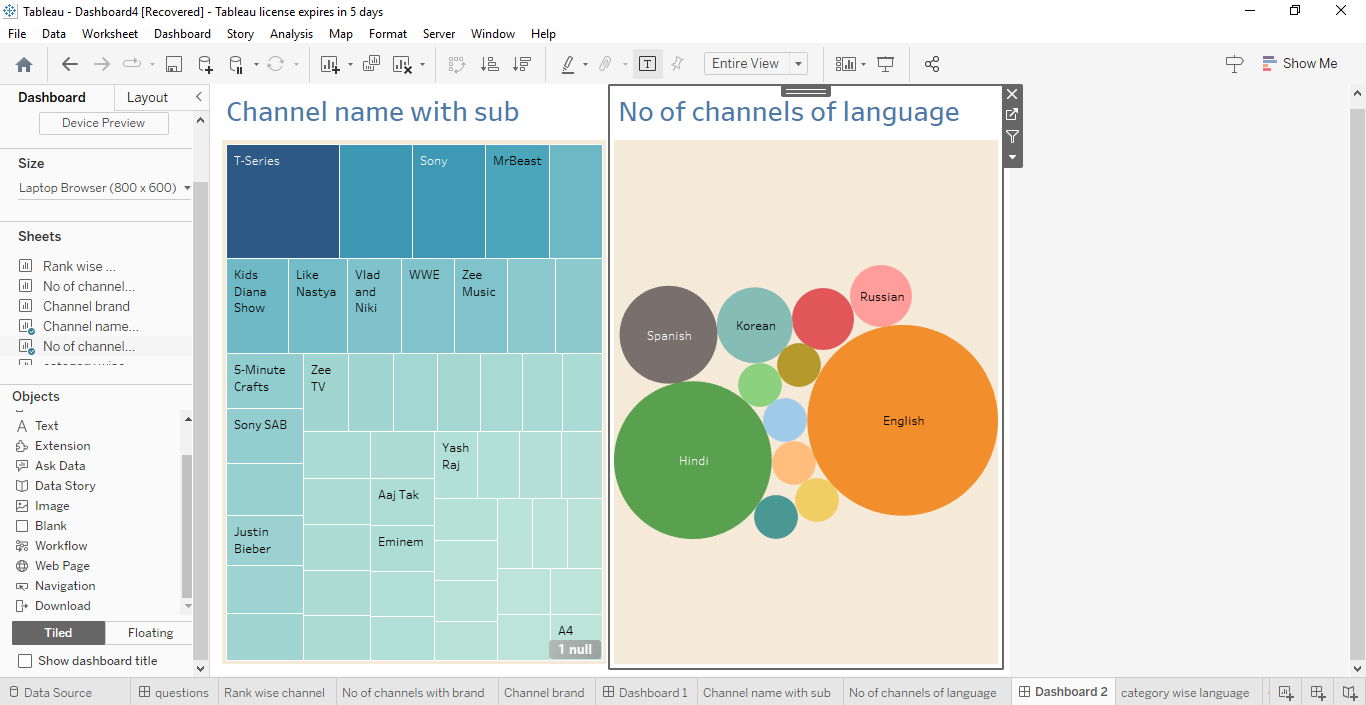 Tableau - Dashboard4 [Recovered] - Tableau license expires in 5 days
File Data Worksheet Dashboard Story Analysis Map Format Server Window Help
Entire View
Show Me
Dashboard
Layout
Device Preview
Size
Laptop Browser (800 x 600)
Sheets
Rank wise ...
No of channel...
Channel brand
Channel name...
No of channel...
Objects
Text
Extension
Ask Data
Data Story
Image
Blank
Workflow
Web Page
Navigation
Download
Tiled
Floating
Show dashboard title
Channel name with sub
T-Series
Sony
MrBeast
Kids
Diana
Show
Like
Nastya
Vlad
and
Niki
WWE
Zee
Music
5-Minute
Crafts
Zee
TV
Sony SAB
Yash
Raj
Aaj Tak
Justin
Bieber
Eminem
A4
1 null
No of channels of language
Russian
Korean
Spanish
English
Hindi
Data Source
questions
Rank wise channel
No of channels with brand
Channel brand
Dashboard 1
Channel name with sub
No of channels of language
Dashboard 2
category wise language